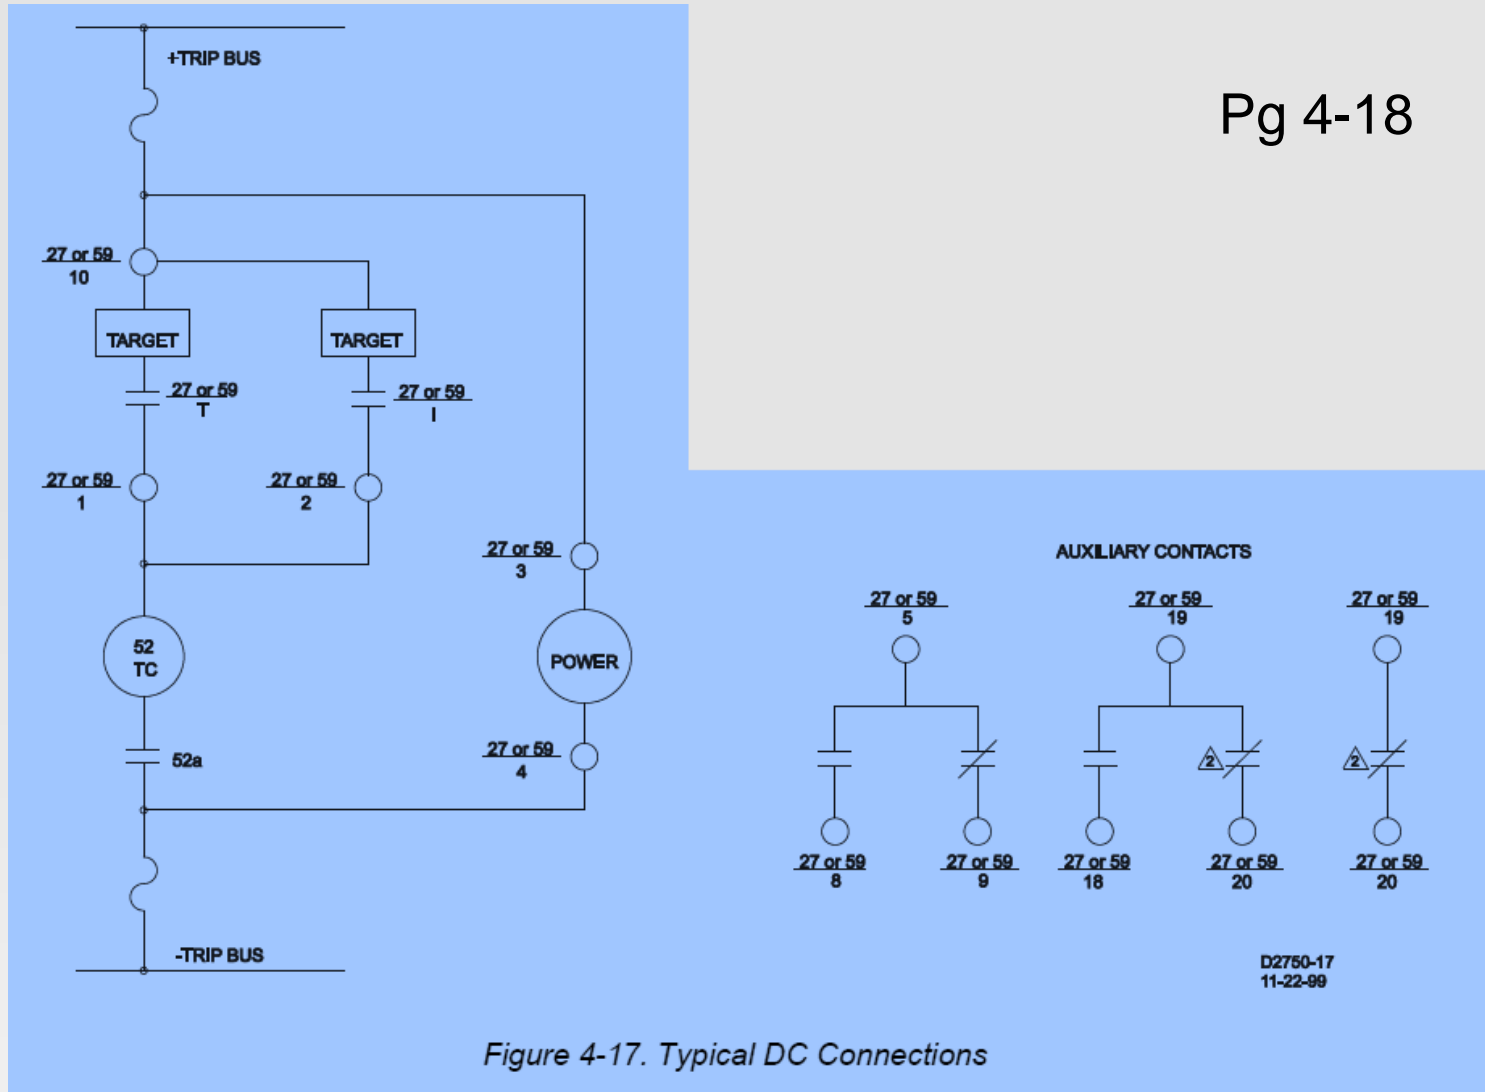 +TRIP BUS
Pg 4-18
27 or 59
10
TARGET
TARGET
27 or 59
T
27 or 59
I
27 or 59
1
27 or 59
2
27 or 59
3
52
TC
POWER
52a
27 or 59
4
-TRIP BUS
AUXILIARY CONTACTS
27 or 59
5
27 or 59
19
27 or 59
19
2
2
27 or 59
8
27 or 59
9
27 or 59
18
27 or 59
20
27 or 59
20
D2750-17
11-22-99
Figure 4-17. Typical DC Connections